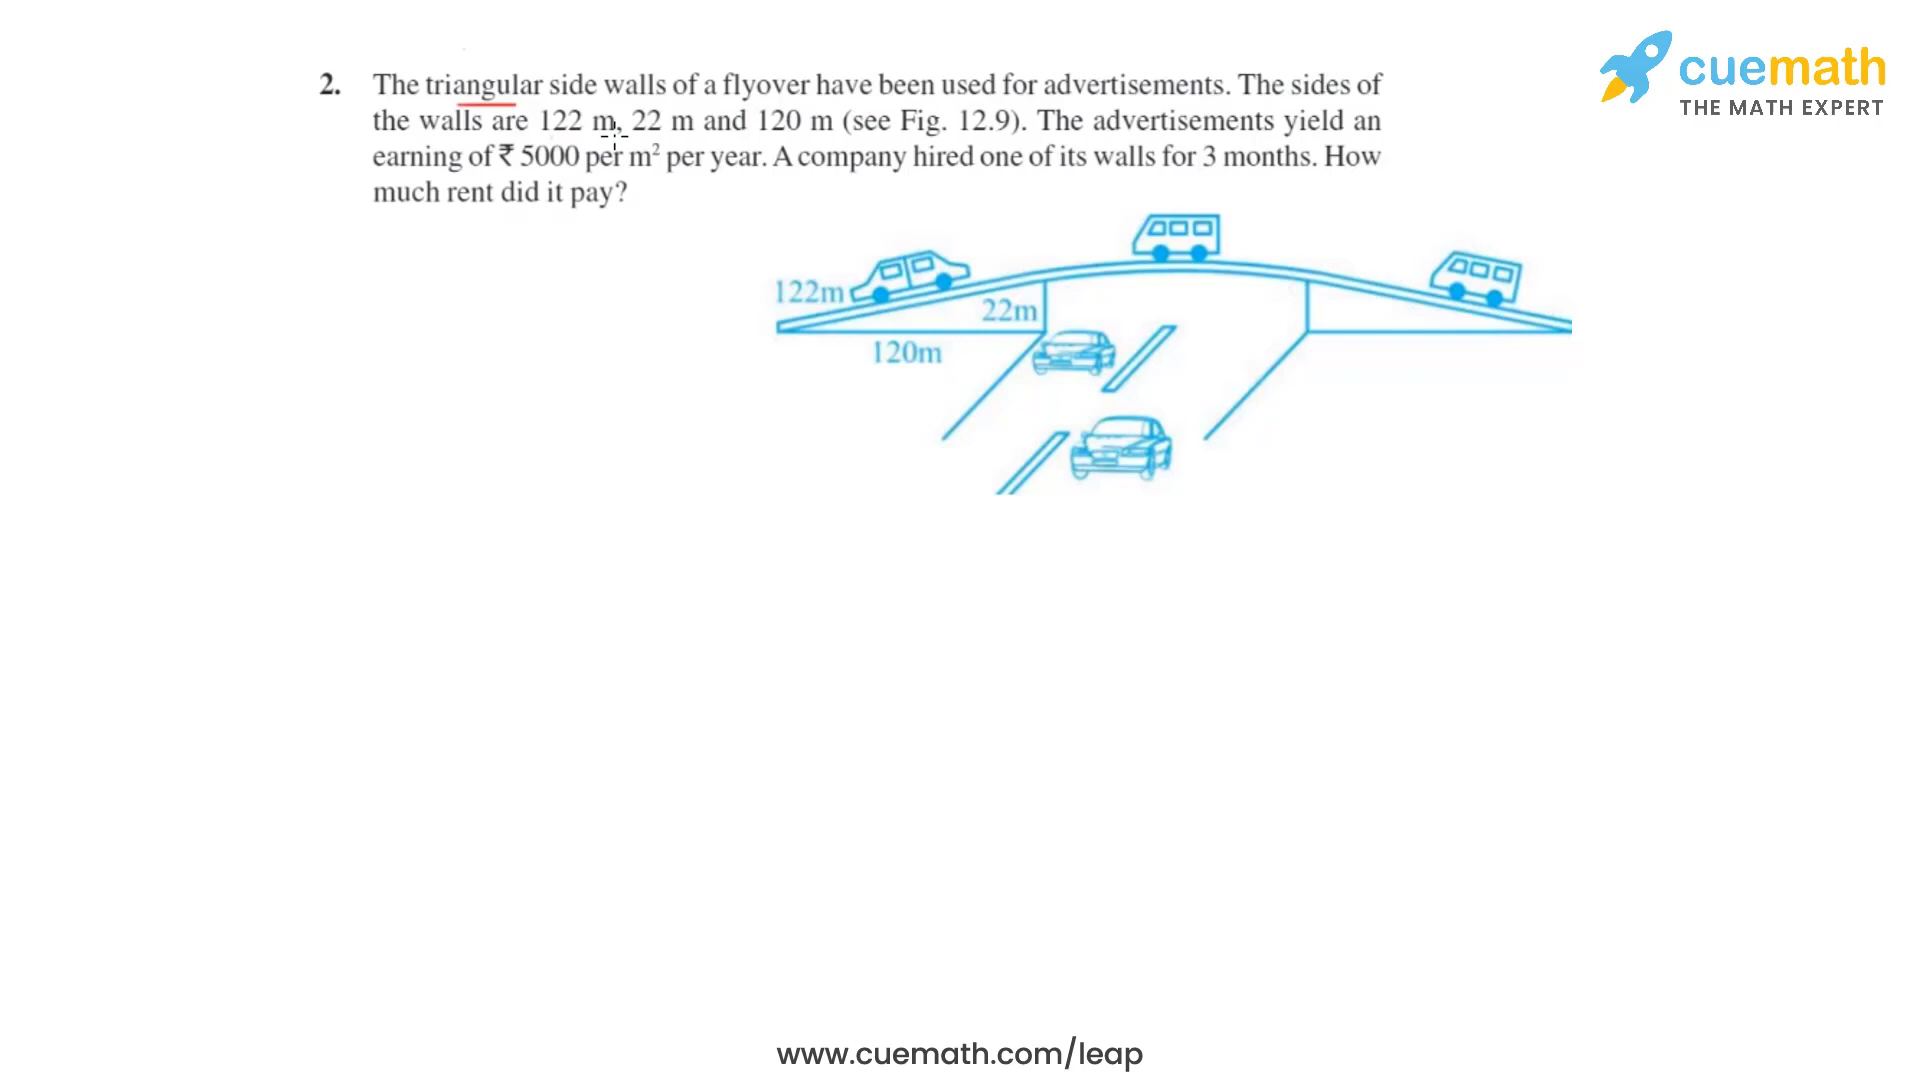 2. The triangular side walls of a flyover have been used for advertisements. The sides of
the walls are 122 m, 22 m and 120 m (see Fig. 12.9). The advertisements yield an
earning of ₹ 5000 per m² per year. A company hired one of its walls for 3 months. How
much rent did it pay?
cuemath
THE MATH EXPERT
122m
22m
120m
www.cuemath.com/leap